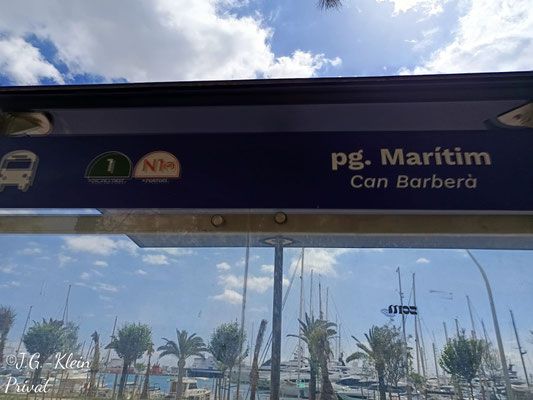 1
N1
pg. Marítim
Can Barberà
©J.G. Klein
Privat